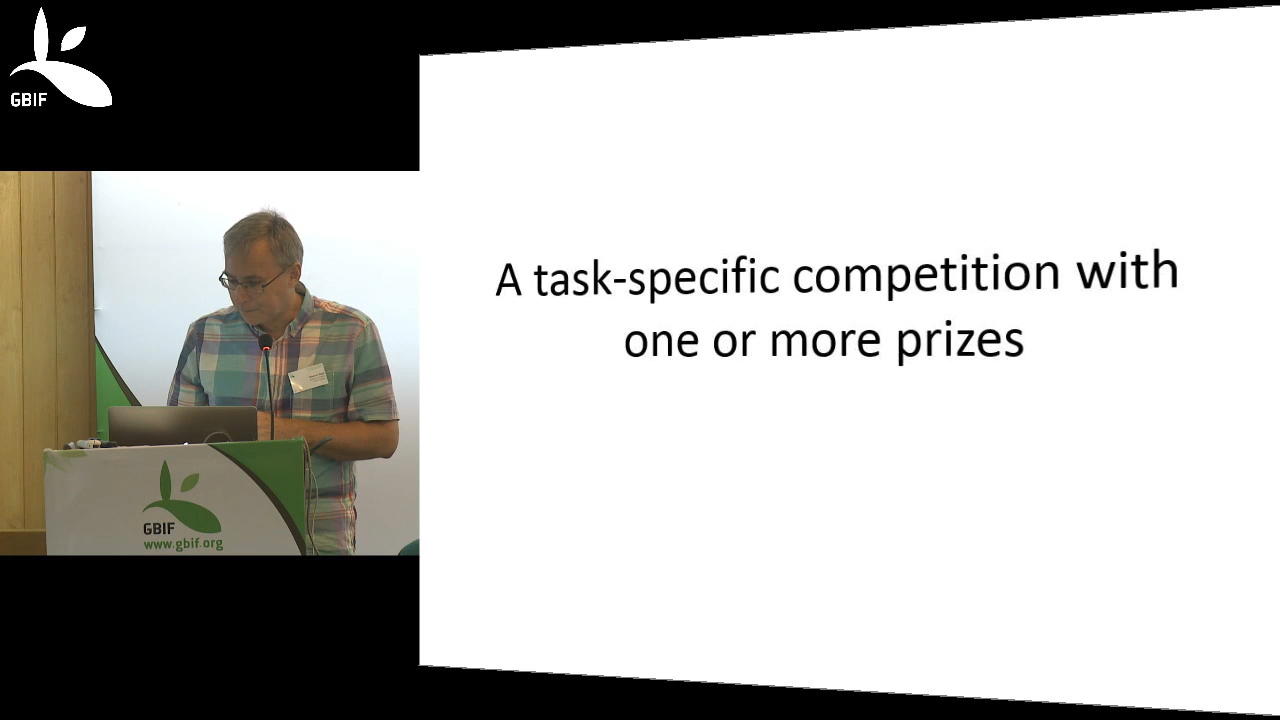 GBIF
A task-specific competition with
one or more prizes
GBIF
www.gbif.org